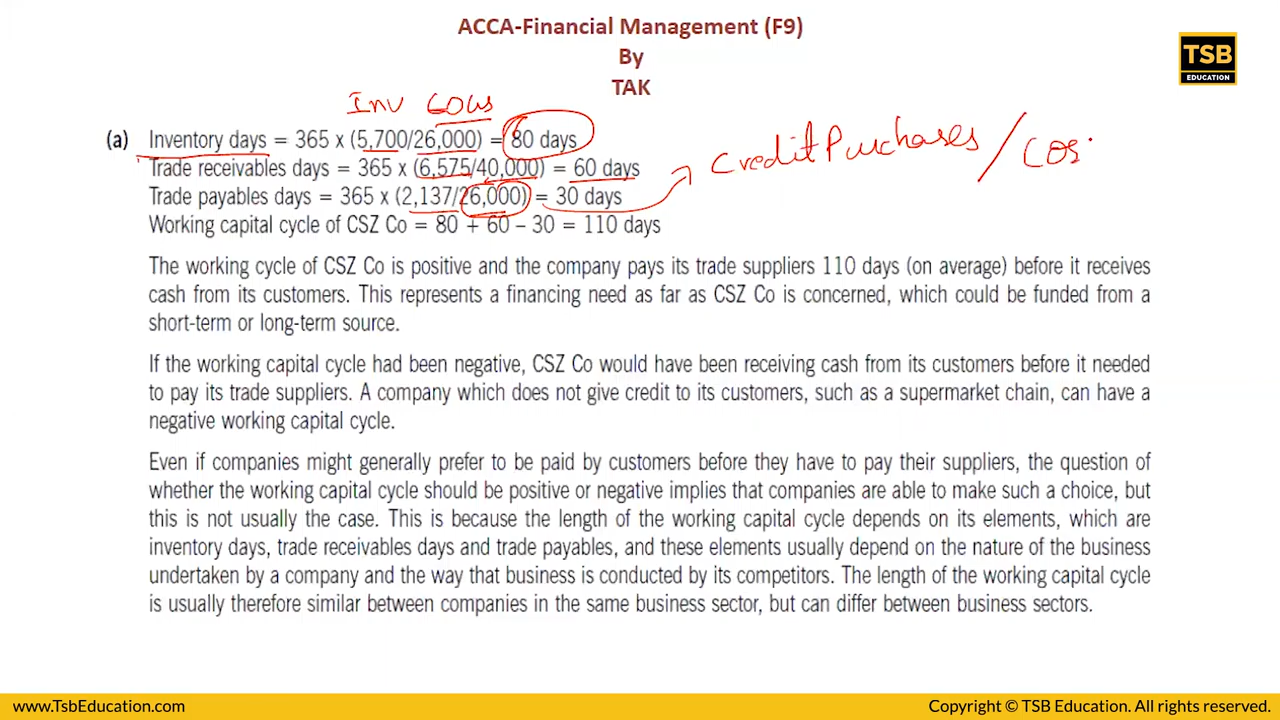 ACCA-Financial Management (F9)
By
TAK
TSB
EDUCATION
Inv COGS
(a) Inventory days = 365 x (5,700/26,000) = 80 days
Credit Purchases / COS
Trade receivables days = 365 x (6,575/40,000) = 60 days
Trade payables days = 365 x (2,137/26,000) = 30 days
Working capital cycle of CSZ Co = 80 + 60 – 30 = 110 days
The working cycle of CSZ Co is positive and the company pays its trade suppliers 110 days (on average) before it receives
cash from its customers. This represents a financing need as far as CSZ Co is concerned, which could be funded from a
short-term or long-term source.
If the working capital cycle had been negative, CSZ Co would have been receiving cash from its customers before it needed
to pay its trade suppliers. A company which does not give credit to its customers, such as a supermarket chain, can have a
negative working capital cycle.
Even if companies might generally prefer to be paid by customers before they have to pay their suppliers, the question of
whether the working capital cycle should be positive or negative implies that companies are able to make such a choice, but
this is not usually the case. This is because the length of the working capital cycle depends on its elements, which are
inventory days, trade receivables days and trade payables, and these elements usually depend on the nature of the business
undertaken by a company and the way that business is conducted by its competitors. The length of the working capital cycle
is usually therefore similar between companies in the same business sector, but can differ between business sectors.
www.TsbEducation.com
Copyright © TSB Education. All rights reserved.